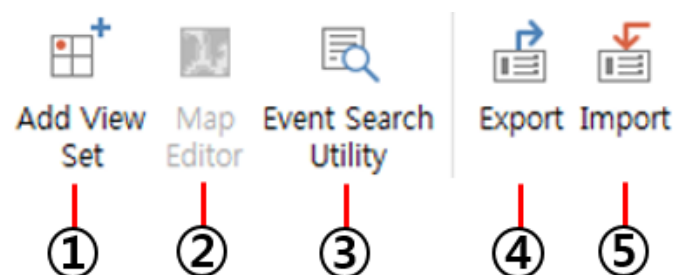 Add View Map Event Search Export Import
Set Editor Utility
① ② ③ ④ ⑤